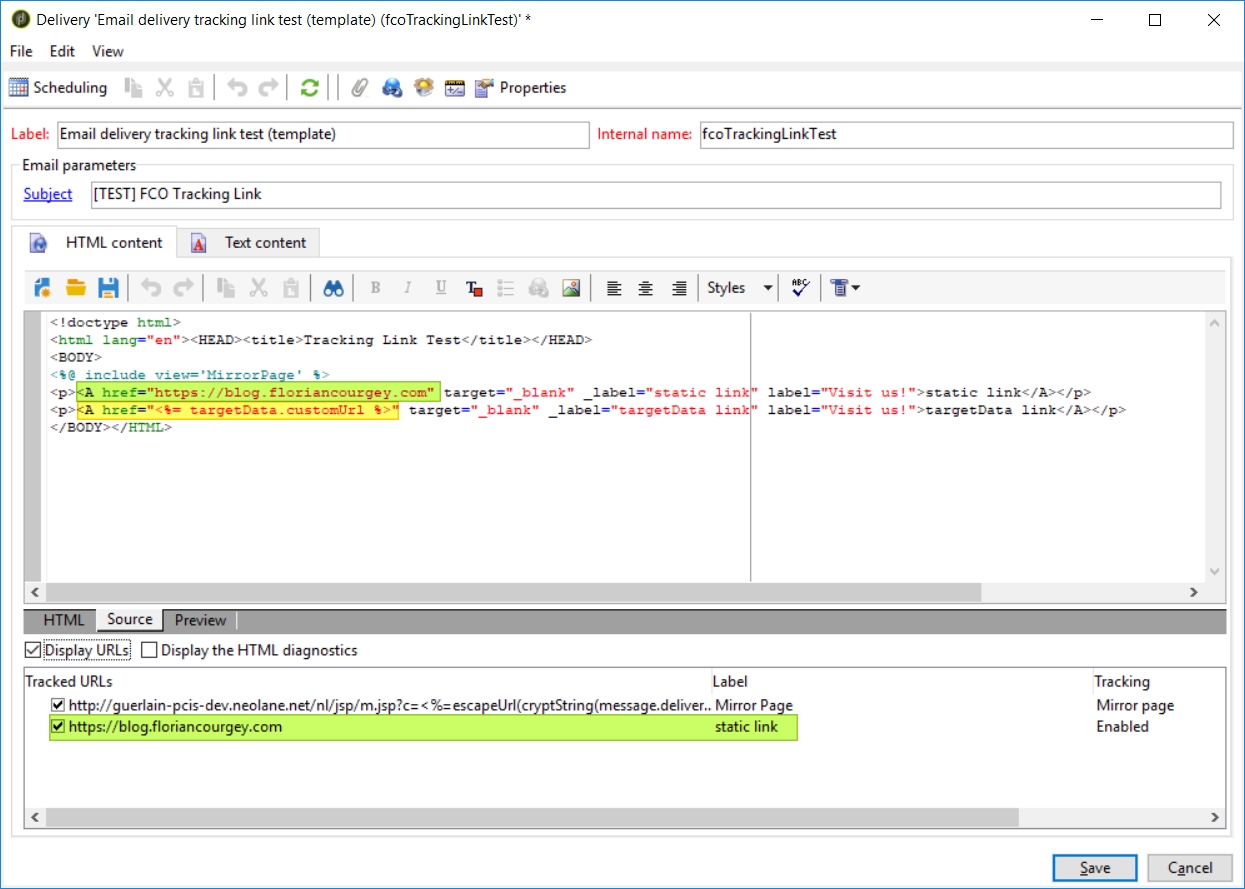 Delivery 'Email delivery tracking link test (template) (fcoTrackingLinkTest)' *
File Edit View
Scheduling Properties
Label: Email delivery tracking link test (template) Internal name: fcoTrackingLinkTest
Email parameters
Subject [TEST] FCO Tracking Link
HTML content Text content
B I U T Styles ABC
<!doctype html>
<html lang="en"><HEAD><title>Tracking Link Test</title></HEAD>
<BODY>
<%@ include view='MirrorPage' %>
<p><A href="https://blog.floriancourgey.com" target="_blank" _label="static link" label="Visit us!">static link</A></p>
<p><A href="<%= targetData.customUrl %>" target="_blank" _label="targetData link" label="Visit us!">targetData link</A></p>
</BODY></HTML>
HTML Source Preview
Display URLs Display the HTML diagnostics
Tracked URLs Label Tracking
http://guerlain-pcis-dev.neolane.net/nl/jsp/m.jsp?c=<%=escapeUrl(cryptString(message.deliver.. Mirror Page Mirror page
https://blog.floriancourgey.com static link Enabled
Save Cancel